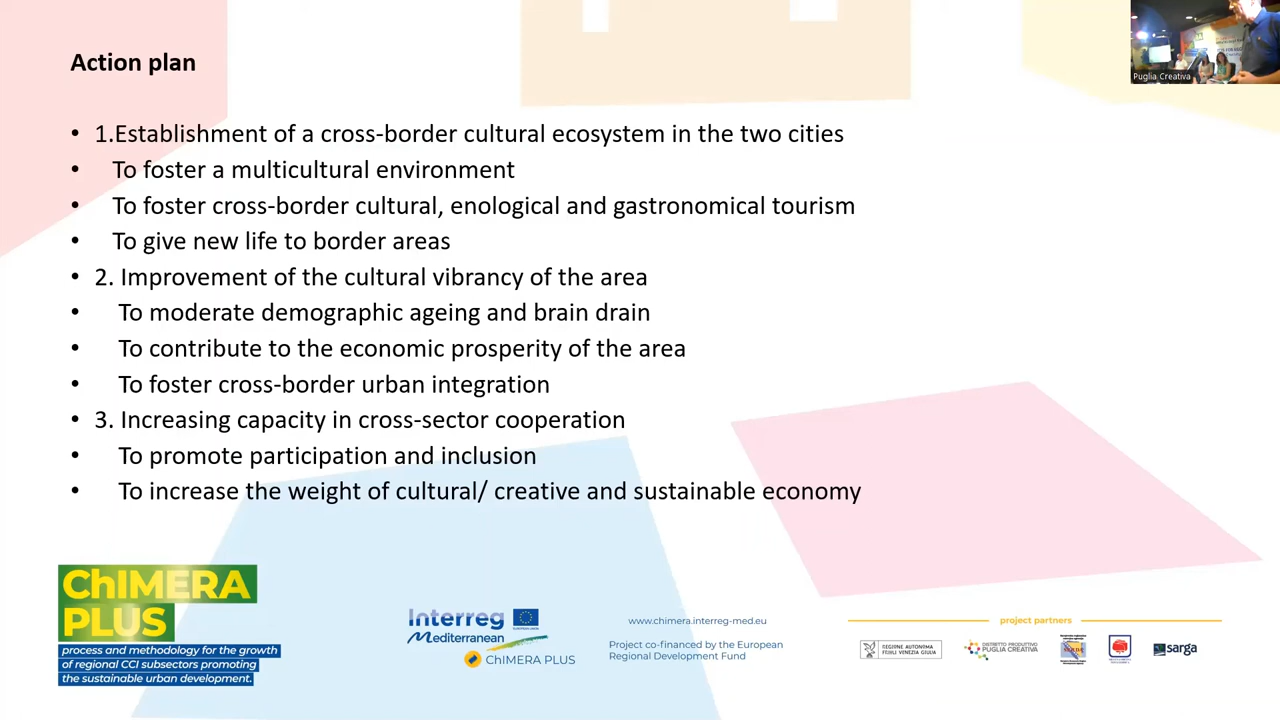 Action plan
Puglia Creativa
• 1.Establishment of a cross-border cultural ecosystem in the two cities
• To foster a multicultural environment
• To foster cross-border cultural, enological and gastronomical tourism
• To give new life to border areas
• 2. Improvement of the cultural vibrancy of the area
• To moderate demographic ageing and brain drain
• To contribute to the economic prosperity of the area
• To foster cross-border urban integration
• 3. Increasing capacity in cross-sector cooperation
• To promote participation and inclusion
• To increase the weight of cultural/ creative and sustainable economy
ChIMERA
PLUS
process and methodology for the growth
of regional CCI subsectors promoting
the sustainable urban development.
Interreg
Mediterranean
ChIMERA PLUS
www.chimera.interreg-med.eu
Project co-financed by the European
Regional Development Fund
project partners
REGIONE AUTONOMA
FRIULI VENEZIA GIULIA
DISTRETTO PRODUTTIVO
PUGLIA CREATIVA
sarga